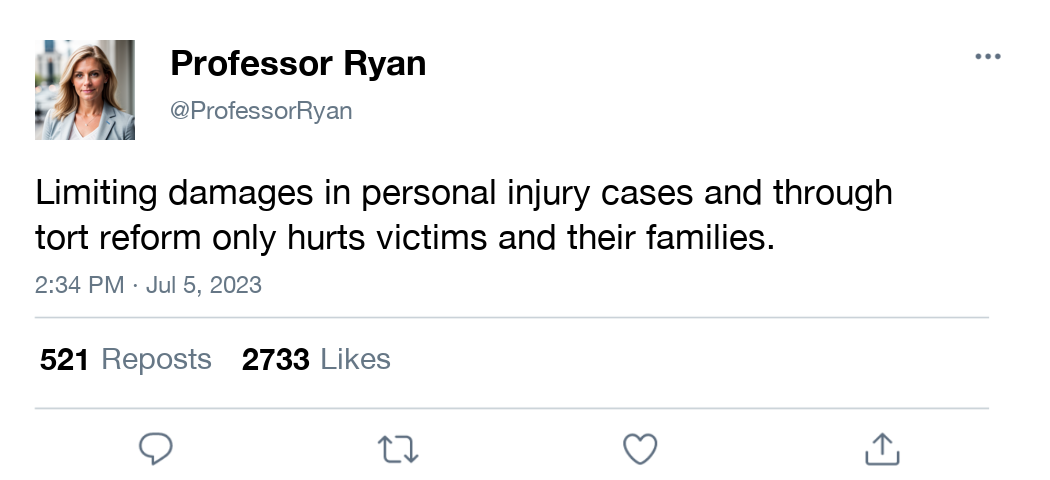 Professor Ryan
@ProfessorRyan
Limiting damages in personal injury cases and through
tort reform only hurts victims and their families.
2:34 PM · Jul 5, 2023
521 Reposts 2733 Likes